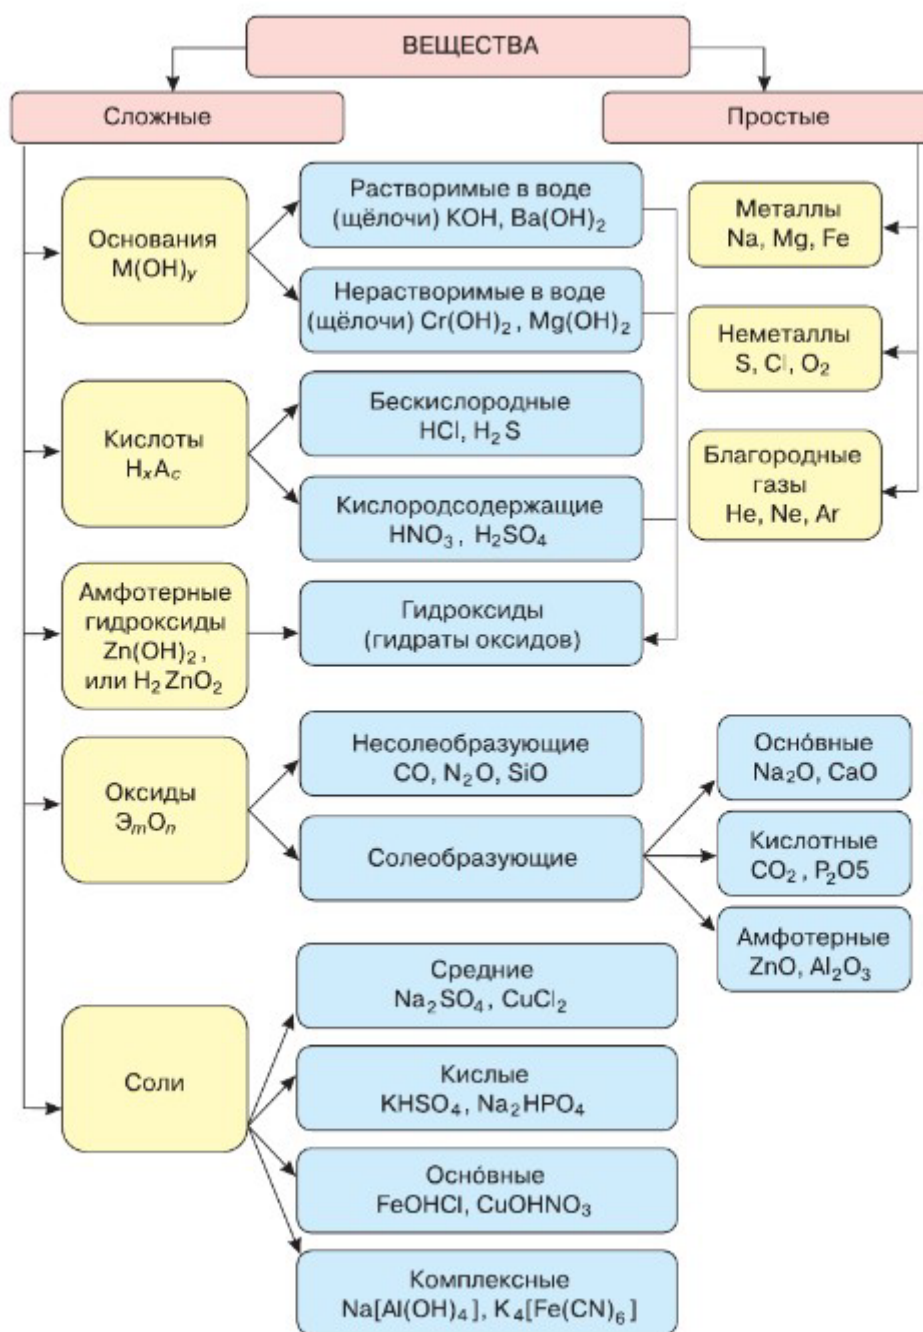 ВЕЩЕСТВА
Сложные
Простые
Основания
M(OH)y
Растворимые в воде
(щёлочи) KOH, Ba(OH)₂
Нерастворимые в воде
(щёлочи) Cr(OH)₂, Mg(OH)₂
Металлы
Na, Mg, Fe
Неметаллы
S, Cl, O₂
Благородные
газы
He, Ne, Ar
Кислоты
HₓAc
Бескислородные
HCl, H₂S
Кислородсодержащие
HNO₃, H₂SO₄
Амфотерные
гидроксиды
Zn(OH)₂,
или H₂ZnO₂
Гидроксиды
(гидраты оксидов)
Оксиды
ЭmOn
Несолеобразующие
CO, N₂O, SiO
Солеобразующие
Оснóвные
Na₂O, CaO
Кислотные
CO₂, P₂O5
Амфотерные
ZnO, Al₂O₃
Соли
Средние
Na₂SO₄, CuCl₂
Кислые
KHSO₄, Na₂HPO₄
Оснóвные
FeOHCl, CuOHNO₃
Комплексные
Na[Al(OH)₄], K₄[Fe(CN)₆]